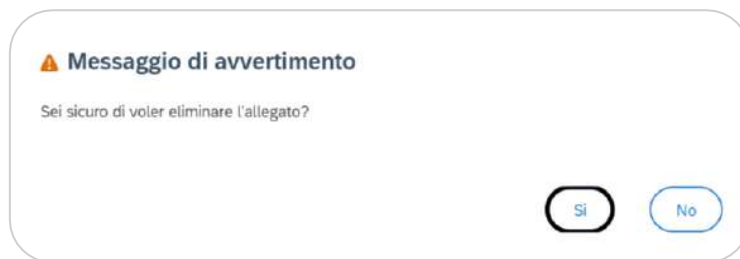 Messaggio di avvertimento
Sei sicuro di voler eliminare l'allegato?
Si
No